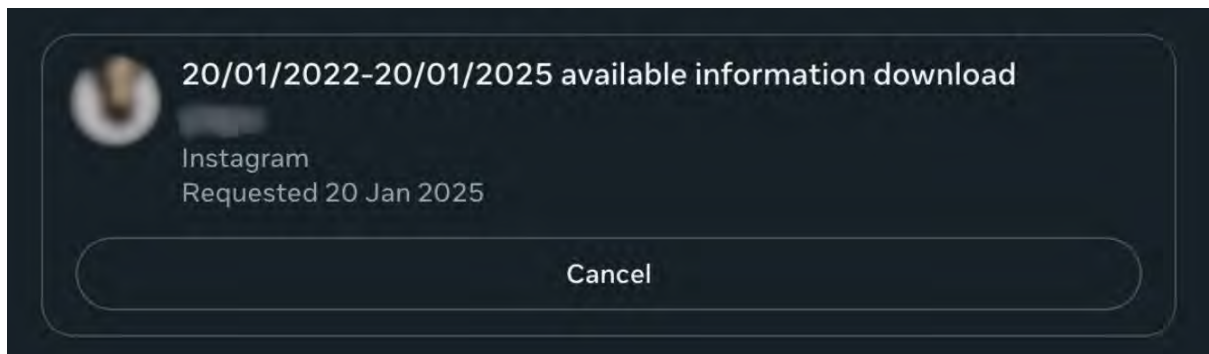 20/01/2022-20/01/2025 available information download
Instagram
Requested 20 Jan 2025
Cancel